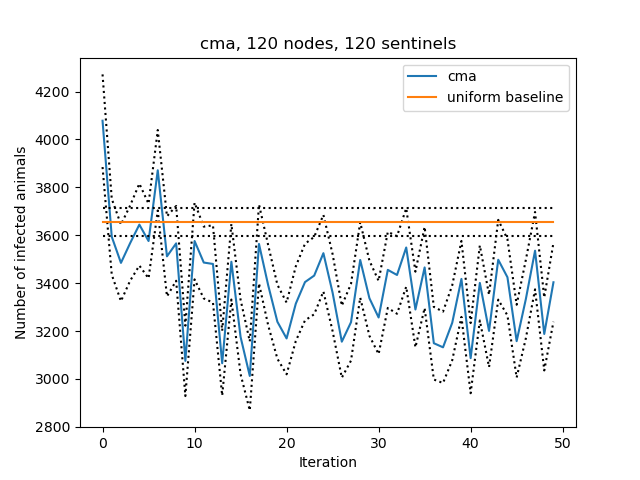 cma, 120 nodes, 120 sentinels
cma
uniform baseline
Number of infected animals
4200
4000
3800
3600
3400
3200
3000
2800
0 10 20 30 40 50
Iteration